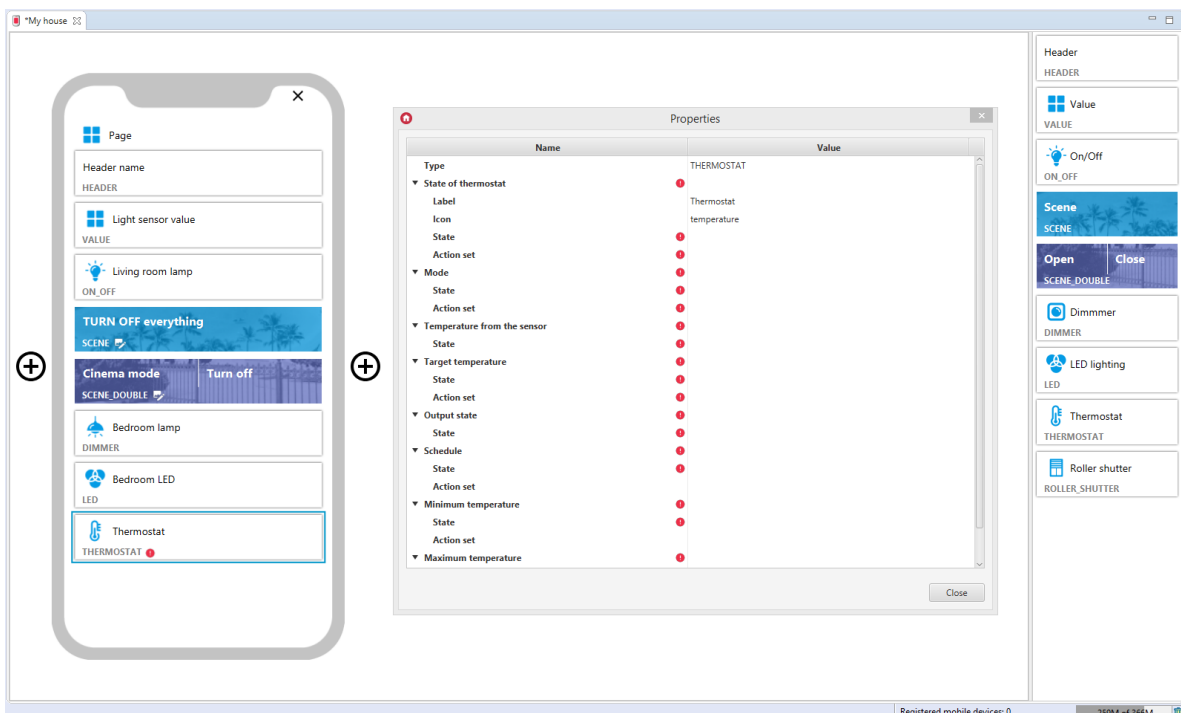 *My house
Page
Header name
HEADER
Light sensor value
VALUE
Living room lamp
ON_OFF
TURN OFF everything
SCENE
Cinema mode Turn off
SCENE_DOUBLE
Bedroom lamp
DIMMER
Bedroom LED
LED
Thermostat
THERMOSTAT
Properties
Name Value
Type THERMOSTAT
State of thermostat
Label Thermostat
Icon temperature
State
Action set
Mode
State
Action set
Temperature from the sensor
State
Target temperature
State
Action set
Output state
State
Schedule
State
Action set
Minimum temperature
State
Action set
Maximum temperature
Close
Header
HEADER
Value
VALUE
On/Off
ON_OFF
Scene
SCENE
Open Close
SCENE_DOUBLE
Dimmmer
DIMMER
LED lighting
LED
Thermostat
THERMOSTAT
Roller shutter
ROLLER_SHUTTER
Registered mobile devices: 0